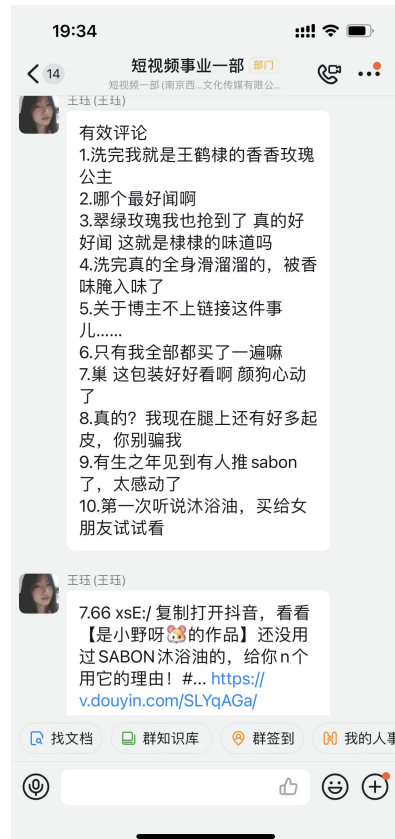 19:34
14
短视频事业一部 部门
短视频一部(南京西...文化传媒有限公...
王珏(王珏)
有效评论
1.洗完我就是王鹤棣的香香玫瑰
公主
2.哪个最好闻啊
3.翠绿玫瑰我也抢到了 真的好
好闻 这就是棣棣的味道吗
4.洗完真的全身滑溜溜的，被香
味腌入味了
5.关于博主不上链接这件事
儿......
6.只有我全部都买了一遍嘛
7.巢 这包装好好看啊 颜狗心动
了
8.真的？我现在腿上还有好多起
皮，你别骗我
9.有生之年见到有人推sabon
了，太感动了
10.第一次听说沐浴油，买给女
朋友试试看
王珏(王珏)
7.66 xsE:/ 复制打开抖音，看看
【是小野呀🐹的作品】还没用
过SABON沐浴油的，给你n个
用它的理由！#... https://
v.douyin.com/SLYqAGa/
找文档
群知识库
群签到
我的人事